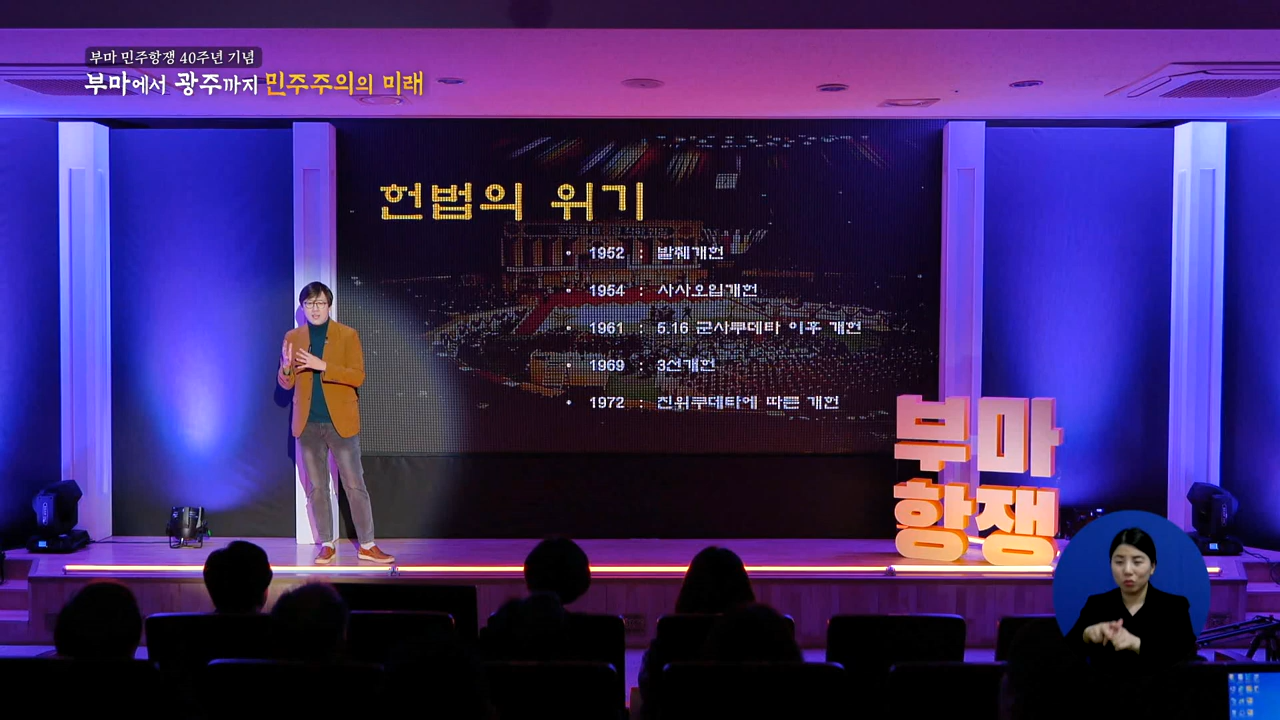 부마 민주항쟁 40주년 기념
부마에서 광주까지 민주주의의 미래
헌법의 위기
• 1952 : 발췌개헌
• 1954 : 사사오입개헌
• 1961 : 5.16 군사쿠데타 이후 개헌
• 1969 : 3선개헌
• 1972 : 친위쿠데타에 따른 개헌
부마
항쟁